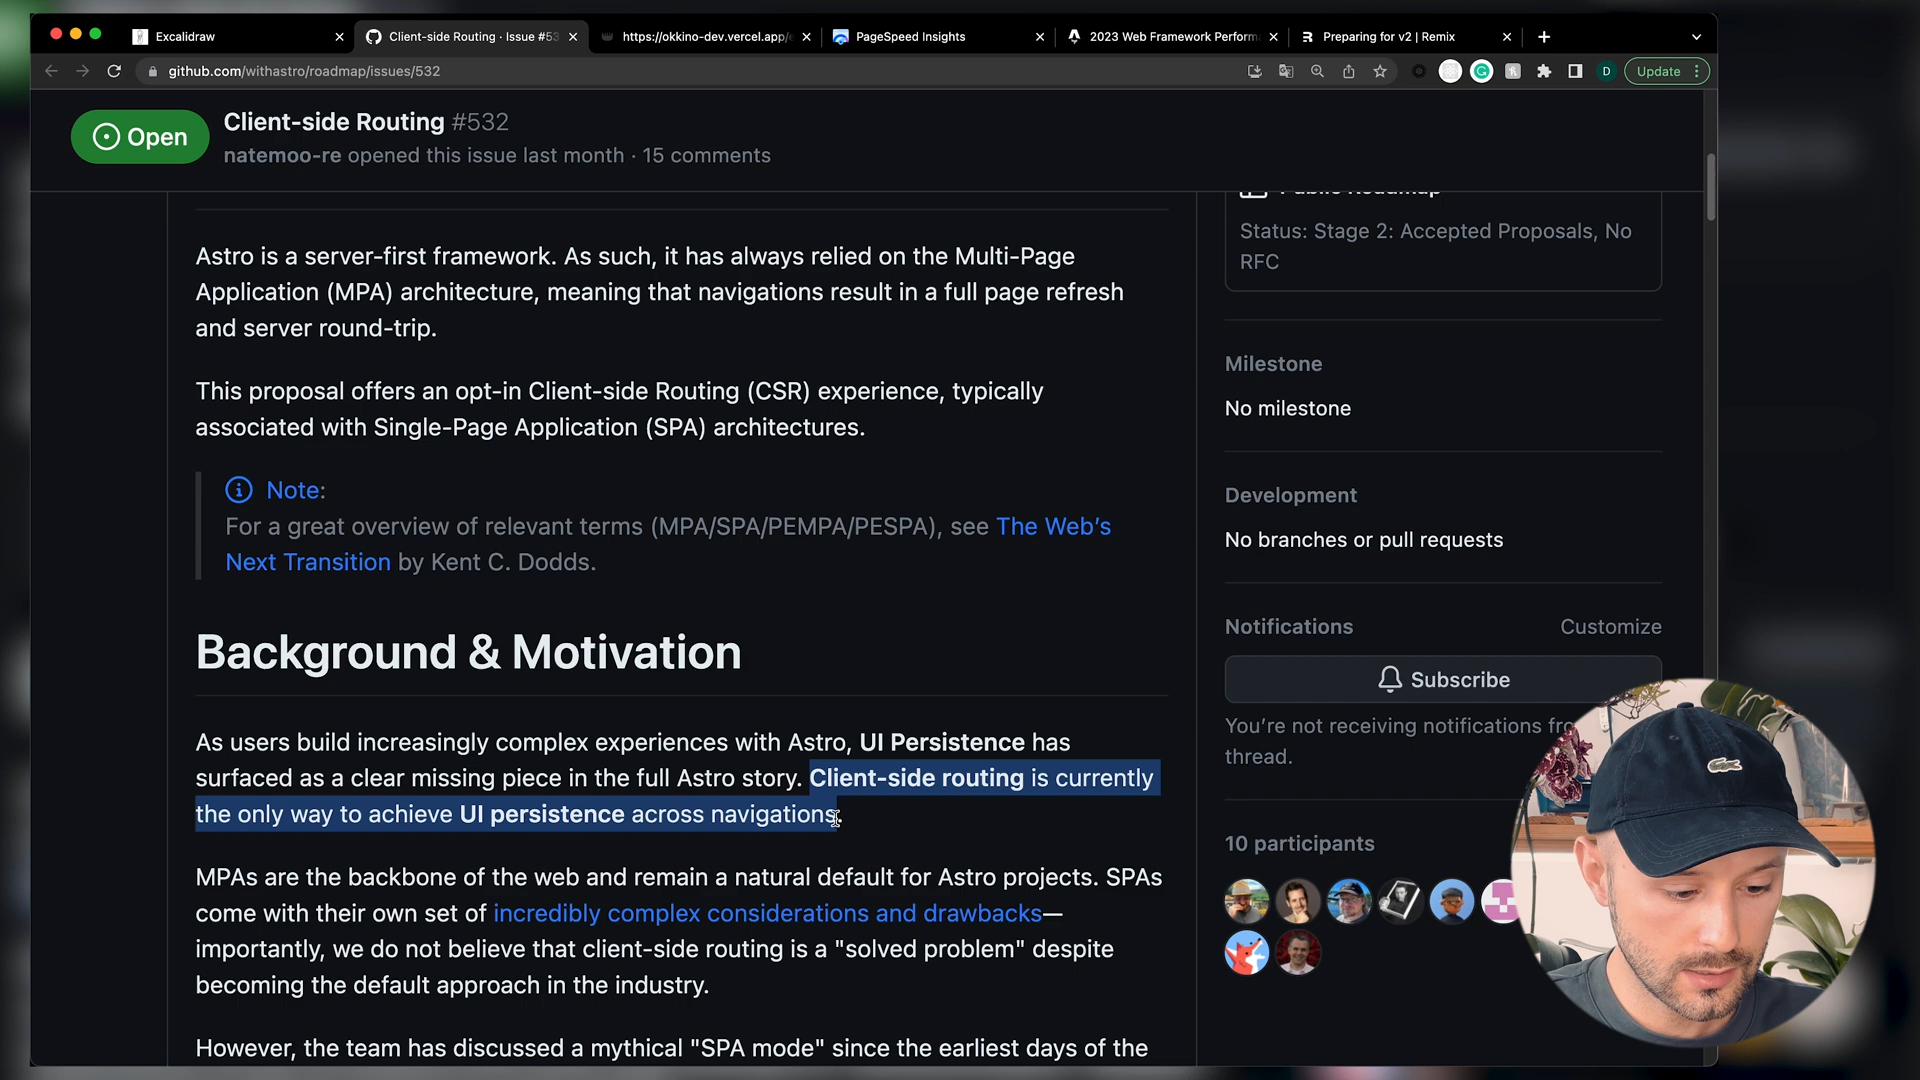 Excalidraw
Client-side Routing · Issue #53
https://okkino-dev.vercel.app/
PageSpeed Insights
2023 Web Framework Perform
Preparing for v2 | Remix
github.com/withastro/roadmap/issues/532
D
Update
Open
Client-side Routing #532
natemoo-re opened this issue last month · 15 comments
Public Roadmap
Status: Stage 2: Accepted Proposals, No
RFC
Astro is a server-first framework. As such, it has always relied on the Multi-Page
Application (MPA) architecture, meaning that navigations result in a full page refresh
and server round-trip.
This proposal offers an opt-in Client-side Routing (CSR) experience, typically
associated with Single-Page Application (SPA) architectures.
Note:
For a great overview of relevant terms (MPA/SPA/PEMPA/PESPA), see The Web’s
Next Transition by Kent C. Dodds.
Background & Motivation
As users build increasingly complex experiences with Astro, UI Persistence has
surfaced as a clear missing piece in the full Astro story. Client-side routing is currently
the only way to achieve UI persistence across navigations.
MPAs are the backbone of the web and remain a natural default for Astro projects. SPAs
come with their own set of incredibly complex considerations and drawbacks—
importantly, we do not believe that client-side routing is a "solved problem" despite
becoming the default approach in the industry.
However, the team has discussed a mythical "SPA mode" since the earliest days of the
Milestone
No milestone
Development
No branches or pull requests
Notifications
Customize
Subscribe
You’re not receiving notifications fro
thread.
10 participants